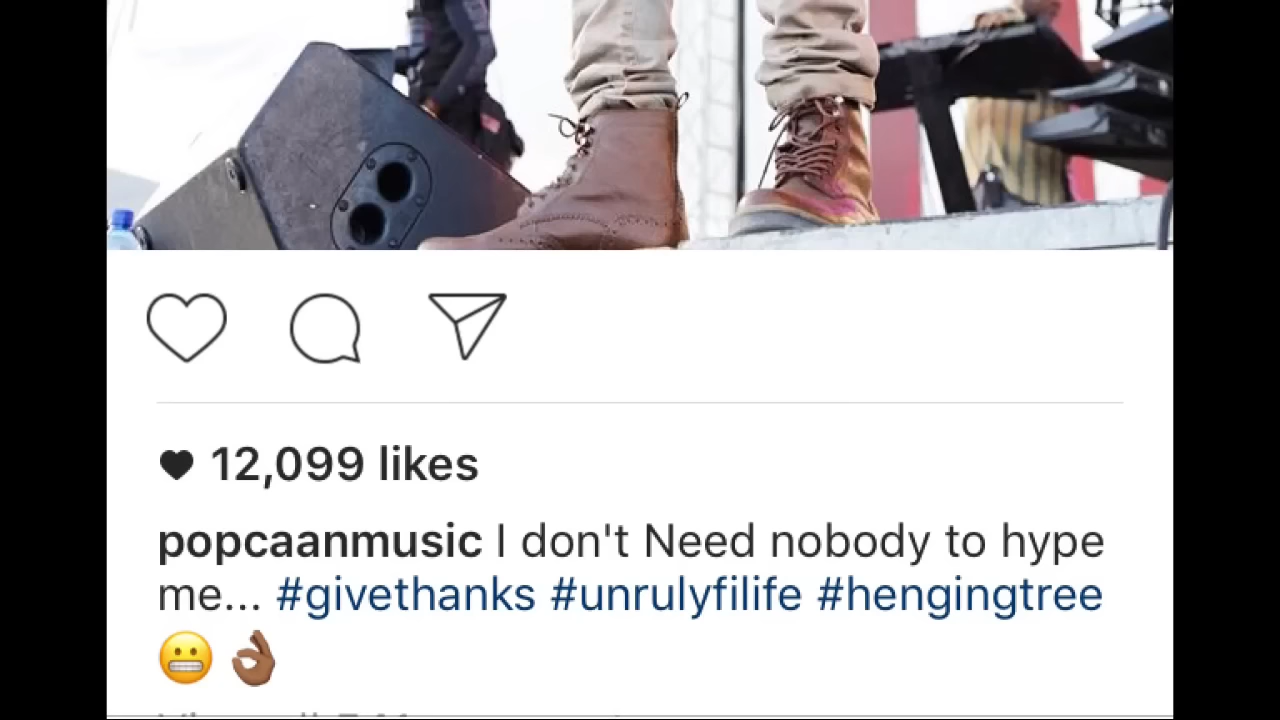 12,099 likes
popcaanmusic I don't Need nobody to hype
me... #givethanks #unrulyfilife #hengingtree
😬 👌🏾